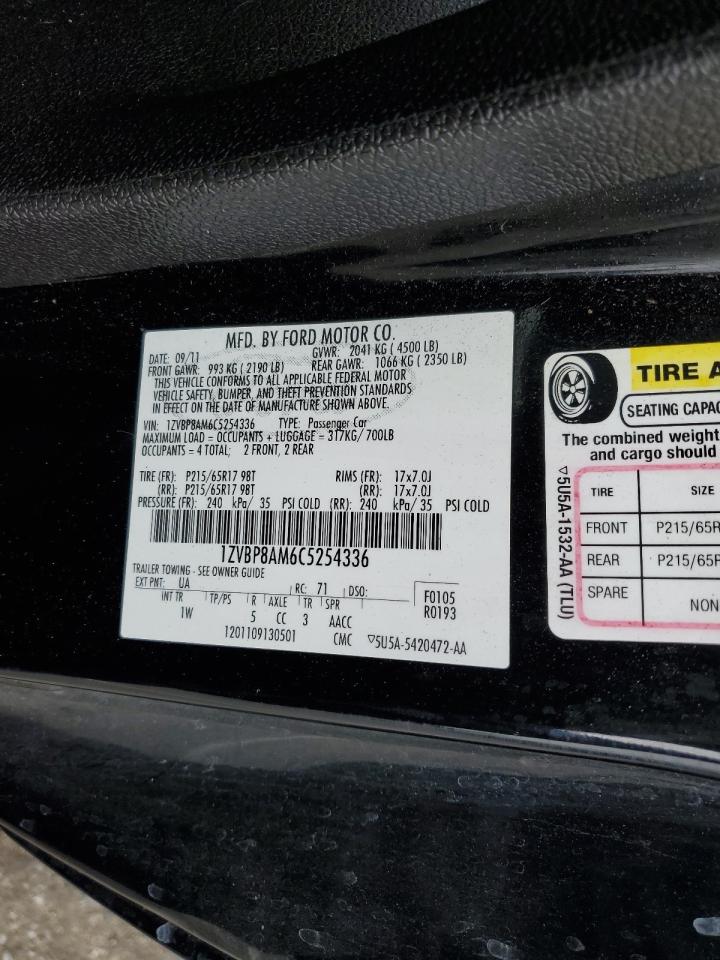 MFD. BY FORD MOTOR CO.
DATE: 09/11 GVWR: 2041 KG ( 4500 LB)
FRONT GAWR: 993 KG ( 2190 LB) REAR GAWR: 1066 KG ( 2350 LB)
THIS VEHICLE CONFORMS TO ALL APPLICABLE FEDERAL MOTOR
VEHICLE SAFETY, BUMPER, AND THEFT PREVENTION STANDARDS
IN EFFECT ON THE DATE OF MANUFACTURE SHOWN ABOVE.
VIN: 1ZVBP8AM6C5254336 TYPE: Passenger Car
MAXIMUM LOAD = OCCUPANTS + LUGGAGE = 317KG/ 700LB
OCCUPANTS = 4 TOTAL; 2 FRONT, 2 REAR
TIRE (FR): P215/65R17 98T RIMS (FR): 17x7.0J
(RR): P215/65R17 98T (RR): 17x7.0J
PRESSURE (FR): 240 kPa/ 35 PSI COLD (RR): 240 kPa/ 35 PSI COLD
1ZVBP8AM6C5254336
TRAILER TOWING - SEE OWNER GUIDE
EXT PNT: UA RC: 71 DSO: F0105
INT TR TP/PS R AXLE TR SPR R0193
1W 5 CC 3 AACC
1201109130501 CMC ▽5U5A-5420472-AA
TIRE A
SEATING CAPAC
The combined weight
and cargo should
▽5U5A-1532-AA (TLU)
TIRE SIZE
FRONT P215/65R
REAR P215/65R
SPARE NON